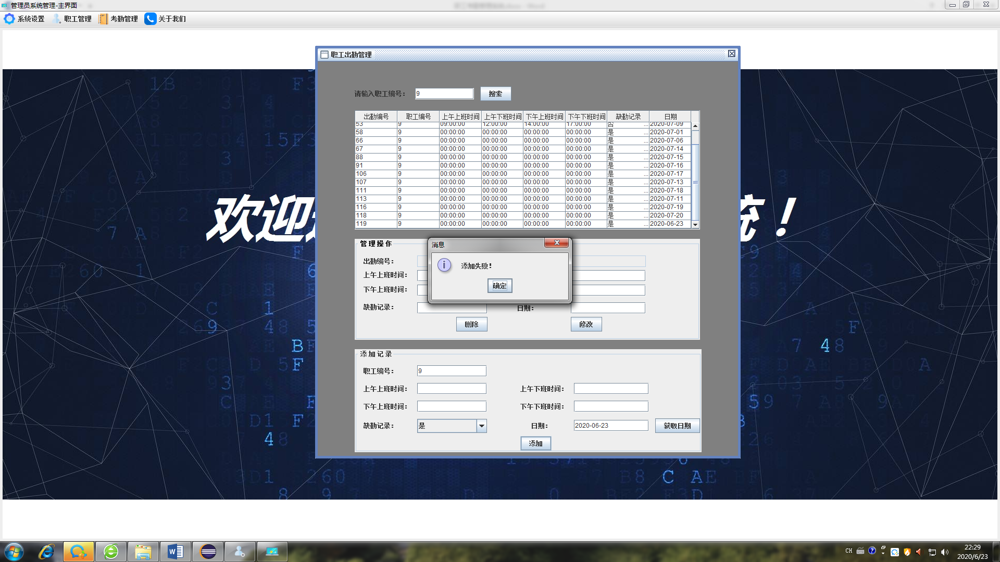 管理员系统管理-主界面
系统设置 职工管理 考勤管理 关于我们
职工出勤管理
请输入职工编号： 9 搜索
出勤编号 职工编号 上午上班时间 上午下班时间 下午上班时间 下午下班时间 缺勤记录 日期
53 9 09:00:00 12:00:00 14:00:00 17:00:00 否 ... 2020-07-09
58 9 00:00:00 00:00:00 00:00:00 00:00:00 是 ... 2020-07-01
66 9 00:00:00 00:00:00 00:00:00 00:00:00 是 ... 2020-07-06
67 9 00:00:00 00:00:00 00:00:00 00:00:00 是 ... 2020-07-14
88 9 00:00:00 00:00:00 00:00:00 00:00:00 是 ... 2020-07-15
91 9 00:00:00 00:00:00 00:00:00 00:00:00 是 ... 2020-07-16
106 9 00:00:00 00:00:00 00:00:00 00:00:00 是 ... 2020-07-17
107 9 00:00:00 00:00:00 00:00:00 00:00:00 是 ... 2020-07-13
111 9 00:00:00 00:00:00 00:00:00 00:00:00 是 ... 2020-07-18
113 9 00:00:00 00:00:00 00:00:00 00:00:00 是 ... 2020-07-11
116 9 00:00:00 00:00:00 00:00:00 00:00:00 是 ... 2020-07-19
118 9 00:00:00 00:00:00 00:00:00 00:00:00 是 ... 2020-07-20
119 9 00:00:00 00:00:00 00:00:00 00:00:00 是 ... 2020-06-23
欢迎
统！
管理操作
出勤编号：
上午上班时间：
下午上班时间：
缺勤记录： 日期：
删除 修改
消息
添加失败！
确定
添加记录
职工编号： 9
上午上班时间： 上午下班时间：
下午上班时间： 下午下班时间：
缺勤记录： 是 日期： 2020-06-23 获取日期
添加
CH 22:29
2020/6/23